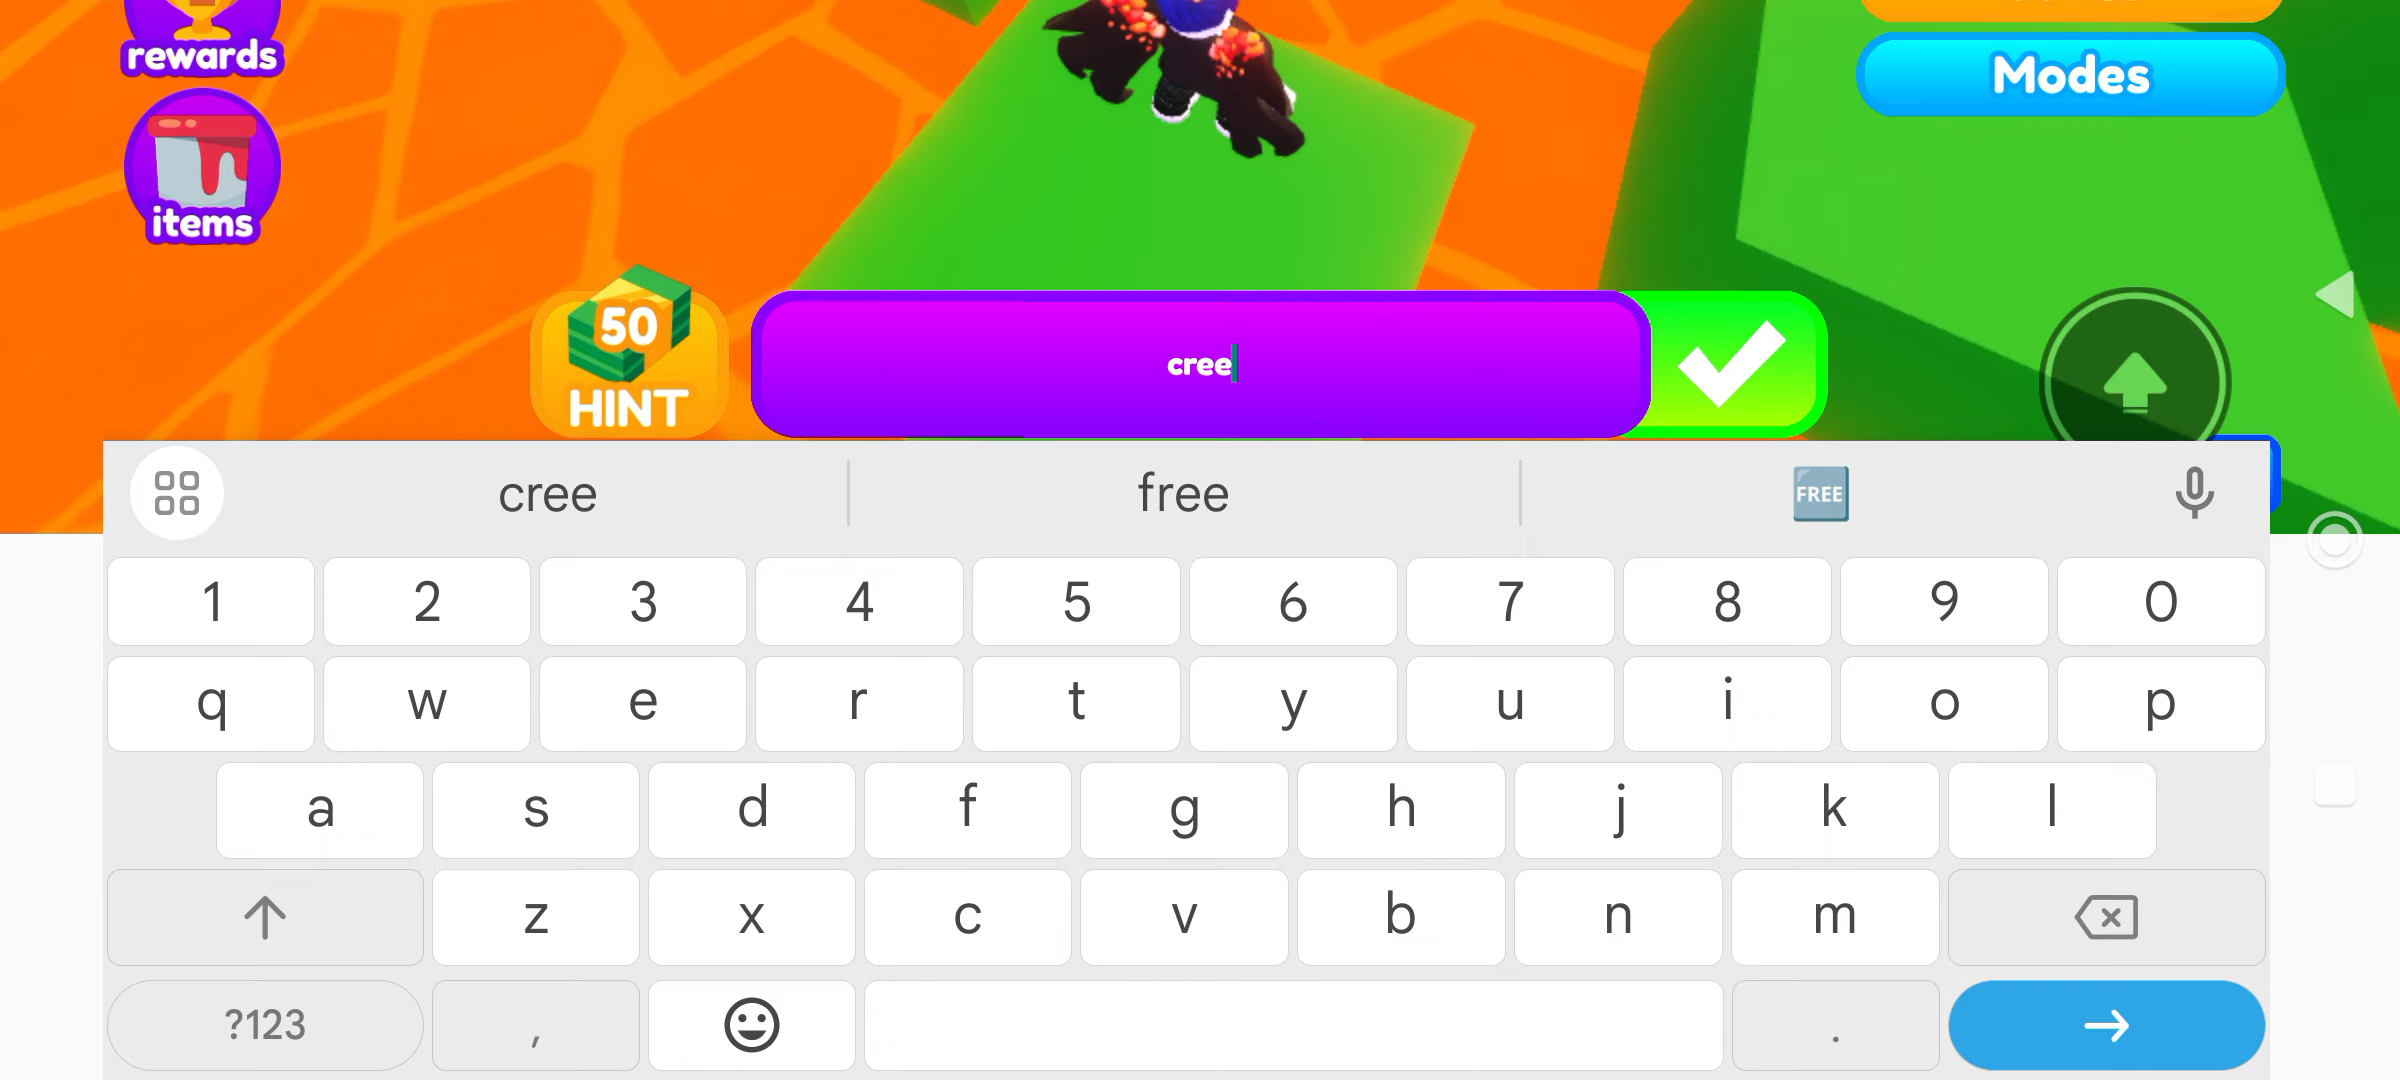 rewards
Modes
items
50
HINT
cree
cree free FREE
1 2 3 4 5 6 7 8 9 0
q w e r t y u i o p
a s d f g h j k l
z x c v b n m
?123 , .